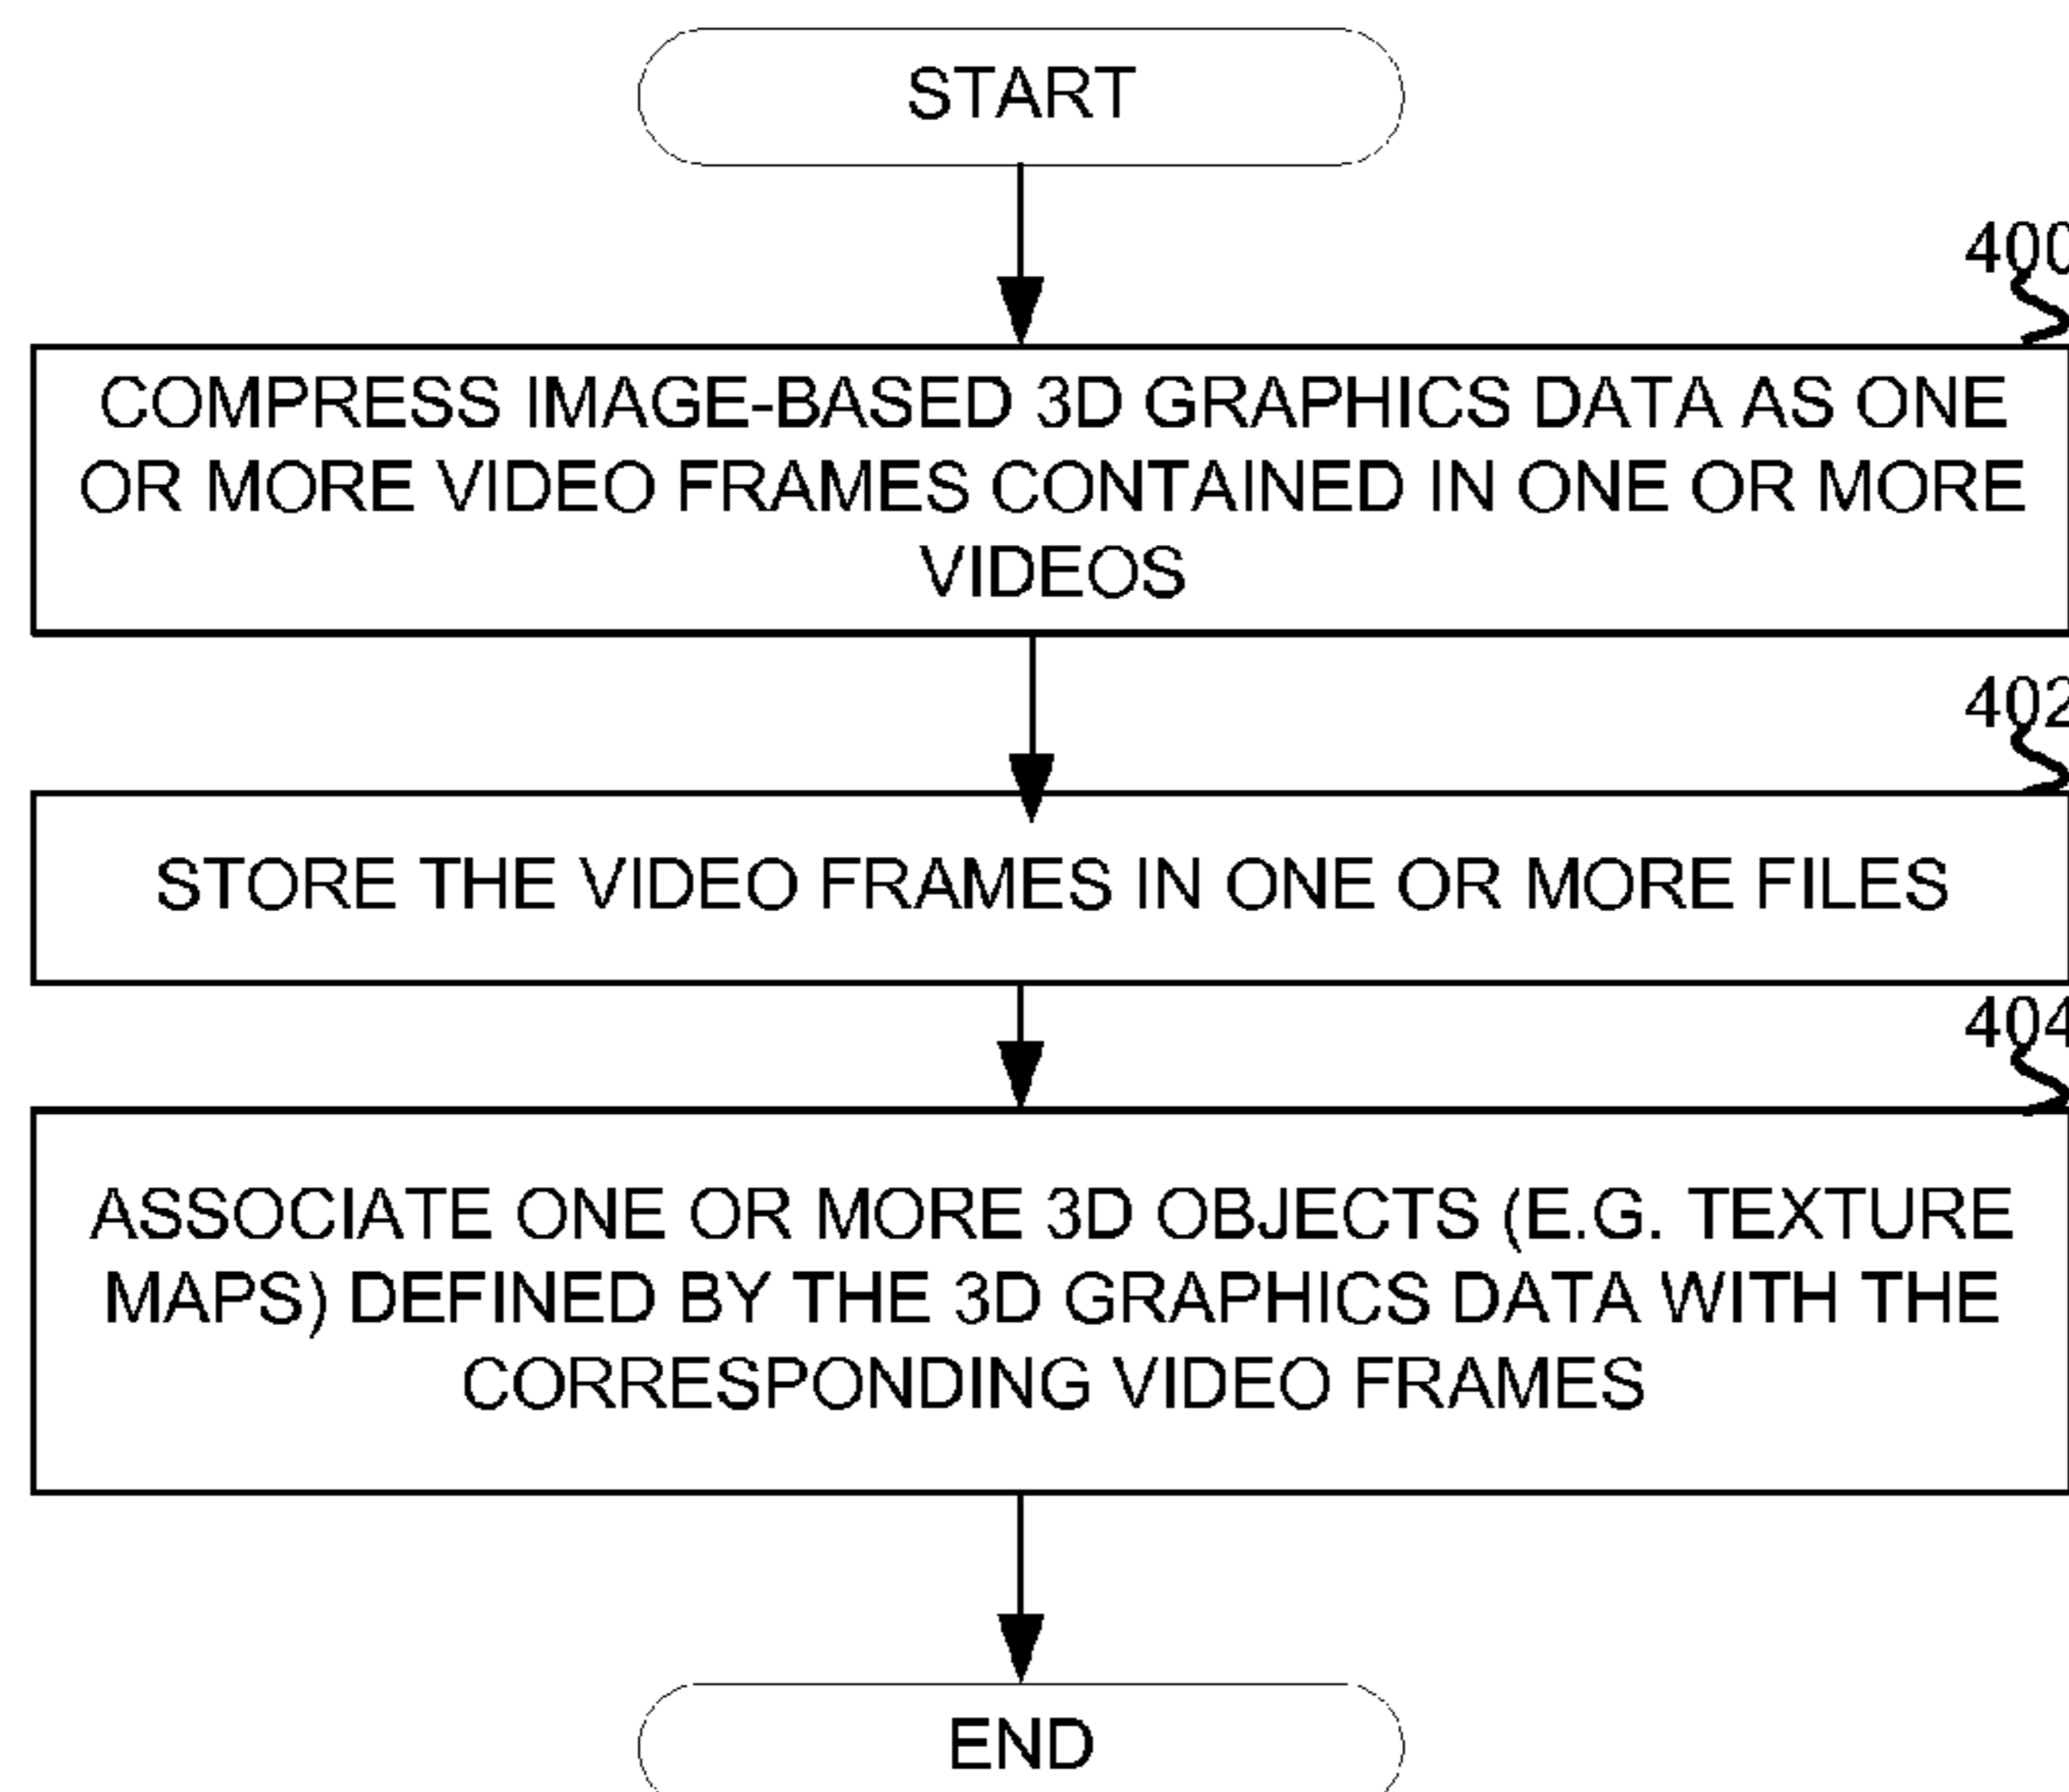 START
400
COMPRESS IMAGE-BASED 3D GRAPHICS DATA AS ONE
OR MORE VIDEO FRAMES CONTAINED IN ONE OR MORE
VIDEOS
402
STORE THE VIDEO FRAMES IN ONE OR MORE FILES
404
ASSOCIATE ONE OR MORE 3D OBJECTS (E.G. TEXTURE
MAPS) DEFINED BY THE 3D GRAPHICS DATA WITH THE
CORRESPONDING VIDEO FRAMES
END